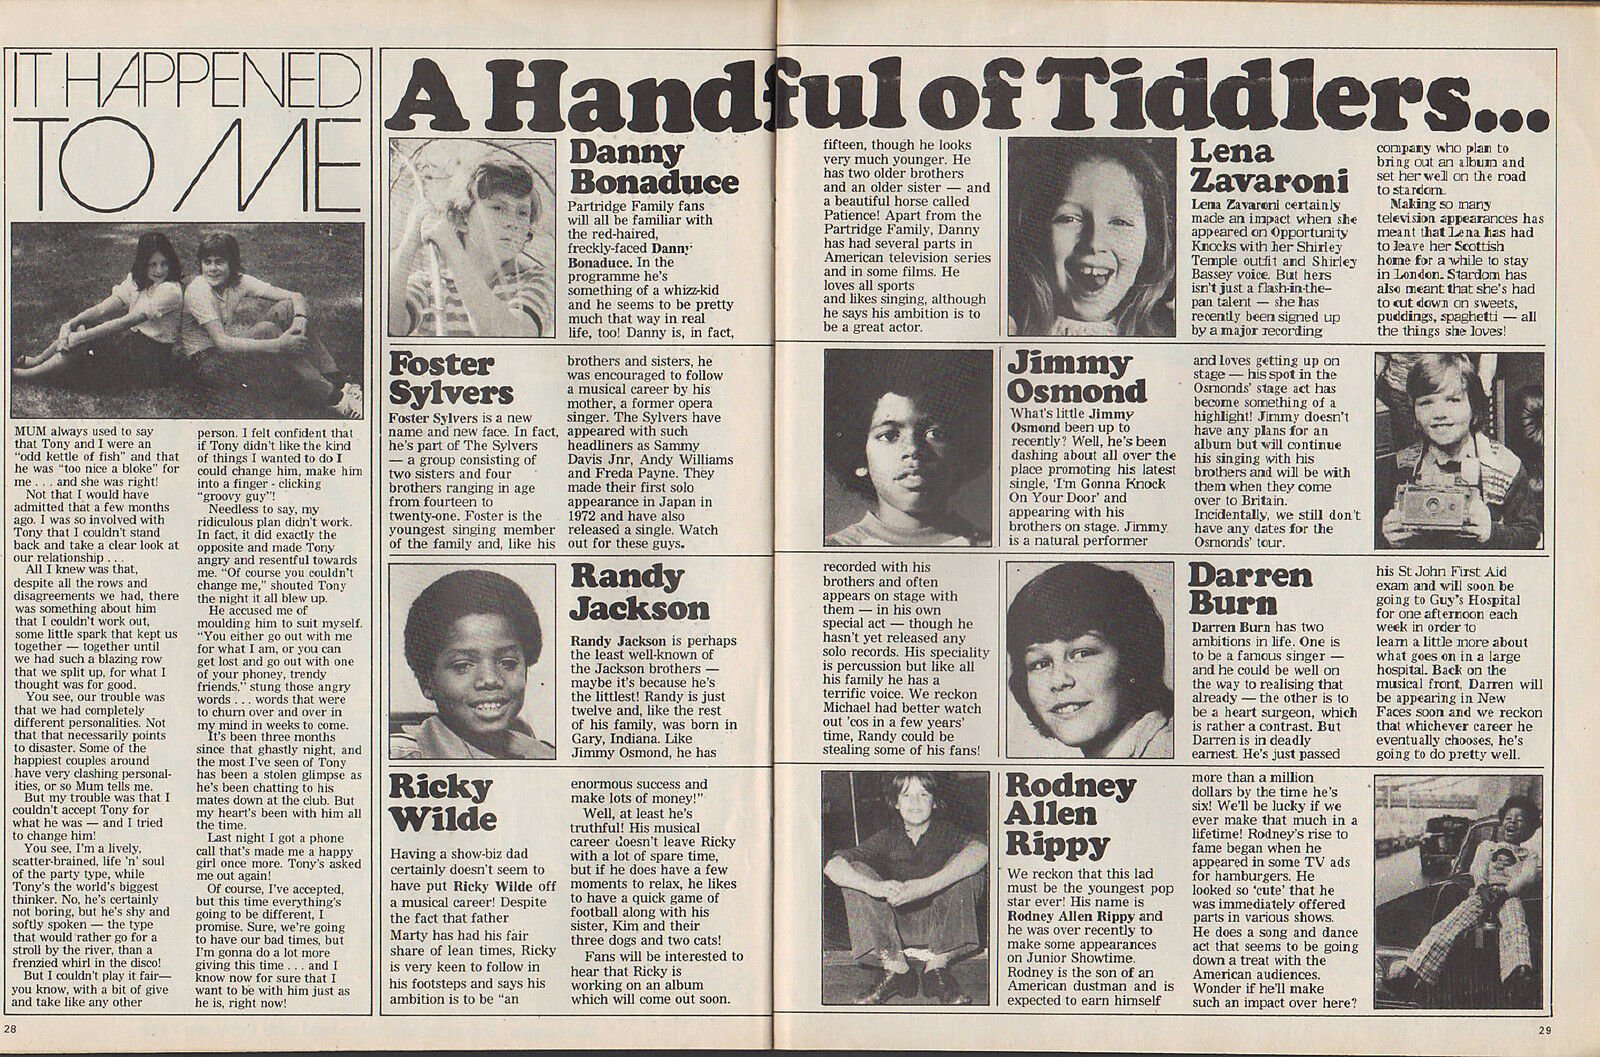 IT HAPPENED
TO ME
MUM always used to say
that Tony and I were an
"odd kettle of fish" and that
he was "too nice a bloke" for
me . . . and she was right!
Not that I would have
admitted that a few months
ago. I was so involved with
Tony that I couldn't stand
back and take a clear look at
our relationship . . .
All I knew was that,
despite all the rows and
disagreements we had, there
was something about him
that I couldn't work out,
some little spark that kept us
together — together until
we had such a blazing row
that we split up, for what I
thought was for good.
You see, our trouble was
that we had completely
different personalities. Not
that that necessarily points
to disaster. Some of the
happiest couples around
have very clashing personal-
ities, or so Mum tells me.
But my trouble was that I
couldn't accept Tony for
what he was — and I tried
to change him!
You see, I'm a lively,
scatter-brained, life 'n' soul
of the party type, while
Tony's the world's biggest
thinker. No, he's certainly
not boring, but he's shy and
softly spoken — the type
that would rather go for a
stroll by the river, than a
frenzied whirl in the disco!
But I couldn't play it fair—
you know, with a bit of give
and take like any other
person. I felt confident that
if Tony didn't like the kind
of things I wanted to do I
could change him, make him
into a finger - clicking
"groovy guy"!
Needless to say, my
ridiculous plan didn't work.
In fact, it did exactly the
opposite and made Tony
angry and resentful towards
me. "Of course you couldn't
change me," shouted Tony
the night it all blew up.
He accused me of
moulding him to suit myself.
"You either go out with me
for what I am, or you can
get lost and go out with one
of your phoney, trendy
friends," stung those angry
words . . . words that were
to churn over and over in
my mind in weeks to come.
It's been three months
since that ghastly night, and
the most I've seen of Tony
has been a stolen glimpse as
he's been chatting to his
mates down at the club. But
my heart's been with him all
the time.
Last night I got a phone
call that's made me a happy
girl once more. Tony's asked
me out again!
Of course, I've accepted,
but this time everything's
going to be different, I
promise. Sure, we're going
to have our bad times, but
I'm gonna do a lot more
giving this time . . . and I
know now for sure that I
want to be with him just as
he is, right now!
28
A Handful of Tiddlers...
Danny
Bonaduce
Partridge Family fans
will all be familiar with
the red-haired,
freckly-faced Danny
Bonaduce. In the
programme he's
something of a whizz-kid
and he seems to be pretty
much that way in real
life, too! Danny is, in fact,
fifteen, though he looks
very much younger. He
has two older brothers
and an older sister — and
a beautiful horse called
Patience! Apart from the
Partridge Family, Danny
has had several parts in
American television series
and in some films. He
loves all sports
and likes singing, although
he says his ambition is to
be a great actor.
Lena
Zavaroni
Lena Zavaroni certainly
made an impact when she
appeared on Opportunity
Knocks with her Shirley
Temple outfit and Shirley
Bassey voice. But hers
isn't just a flash-in-the-
pan talent — she has
recently been signed up
by a major recording
company who plan to
bring out an album and
set her well on the road
to stardom.
Making so many
television appearances has
meant that Lena has had
to leave her Scottish
home for a while to stay
in London. Stardom has
also meant that she's had
to cut down on sweets,
puddings, spaghetti — all
the things she loves!
Foster
Sylvers
Foster Sylvers is a new
name and new face. In fact,
he's part of The Sylvers
— a group consisting of
two sisters and four
brothers ranging in age
from fourteen to
twenty-one. Foster is the
youngest singing member
of the family and, like his
brothers and sisters, he
was encouraged to follow
a musical career by his
mother, a former opera
singer. The Sylvers have
appeared with such
headliners as Sammy
Davis Jnr, Andy Williams
and Freda Payne. They
made their first solo
appearance in Japan in
1972 and have also
released a single. Watch
out for these guys.
Jimmy
Osmond
What's little Jimmy
Osmond been up to
recently? Well, he's been
dashing about all over the
place promoting his latest
single, 'I'm Gonna Knock
On Your Door' and
appearing with his
brothers on stage. Jimmy
is a natural performer
and loves getting up on
stage — his spot in the
Osmonds' stage act has
become something of a
highlight! Jimmy doesn't
have any plans for an
album but will continue
his singing with his
brothers and will be with
them when they come
over to Britain.
Incidentally, we still don't
have any dates for the
Osmonds' tour.
Randy
Jackson
Randy Jackson is perhaps
the least well-known of
the Jackson brothers —
maybe it's because he's
the littlest! Randy is just
twelve and, like the rest
of his family, was born in
Gary, Indiana. Like
Jimmy Osmond, he has
recorded with his
brothers and often
appears on stage with
them — in his own
special act — though he
hasn't yet released any
solo records. His speciality
is percussion but like all
his family he has a
terrific voice. We reckon
Michael had better watch
out 'cos in a few years'
time, Randy could be
stealing some of his fans!
Darren
Burn
Darren Burn has two
ambitions in life. One is
to be a famous singer —
and he could be well on
the way to realising that
already — the other is to
be a heart surgeon, which
is rather a contrast. But
Darren is in deadly
earnest. He's just passed
his St John First Aid
exam and will soon be
going to Guy's Hospital
for one afternoon each
week in order to
learn a little more about
what goes on in a large
hospital. Back on the
musical front, Darren will
be appearing in New
Faces soon and we reckon
that whichever career he
eventually chooses, he's
going to do pretty well.
Ricky
Wilde
Having a show-biz dad
certainly doesn't seem to
have put Ricky Wilde off
a musical career! Despite
the fact that father
Marty has had his fair
share of lean times, Ricky
is very keen to follow in
his footsteps and says his
ambition is to be "an
enormous success and
make lots of money!"
Well, at least he's
truthful! His musical
career doesn't leave Ricky
with a lot of spare time,
but if he does have a few
moments to relax, he likes
to have a quick game of
football along with his
sister, Kim and their
three dogs and two cats!
Fans will be interested to
hear that Ricky is
working on an album
which will come out soon.
Rodney
Allen
Rippy
We reckon that this lad
must be the youngest pop
star ever! His name is
Rodney Allen Rippy and
he was over recently to
make some appearances
on Junior Showtime.
Rodney is the son of an
American dustman and is
expected to earn himself
more than a million
dollars by the time he's
six! We'll be lucky if we
ever make that much in a
lifetime! Rodney's rise to
fame began when he
appeared in some TV ads
for hamburgers. He
looked so 'cute' that he
was immediately offered
parts in various shows.
He does a song and dance
act that seems to be going
down a treat with the
American audiences.
Wonder if he'll make
such an impact over here?
29